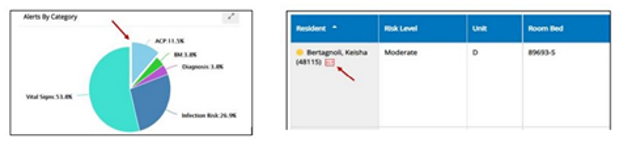 Alerts By Category
ACP 11.5%
BM 3.8%
Diagnosis 3.8%
Vital Signs 53.8%
Infection Risk 26.9%
Resident Risk Level Unit Room Bed
Bertagnoli, Keisha Moderate D 89693-S
(48115)